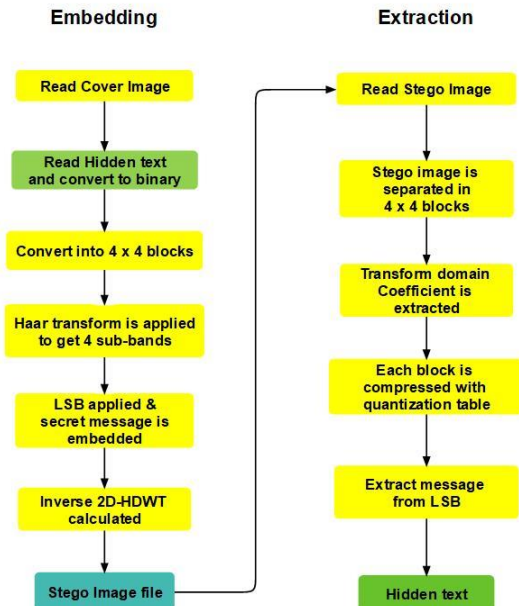 Embedding
Read Cover Image
Read Hidden text
and convert to binary
Convert into 4 x 4 blocks
Haar transform is applied
to get 4 sub-bands
LSB applied &
secret message is
embedded
Inverse 2D-HDWT
calculated
Stego Image file
Extraction
Read Stego Image
Stego image is
separated in
4 x 4 blocks
Transform domain
Coefficient is
extracted
Each block is
compressed with
quantization table
Extract message
from LSB
Hidden text